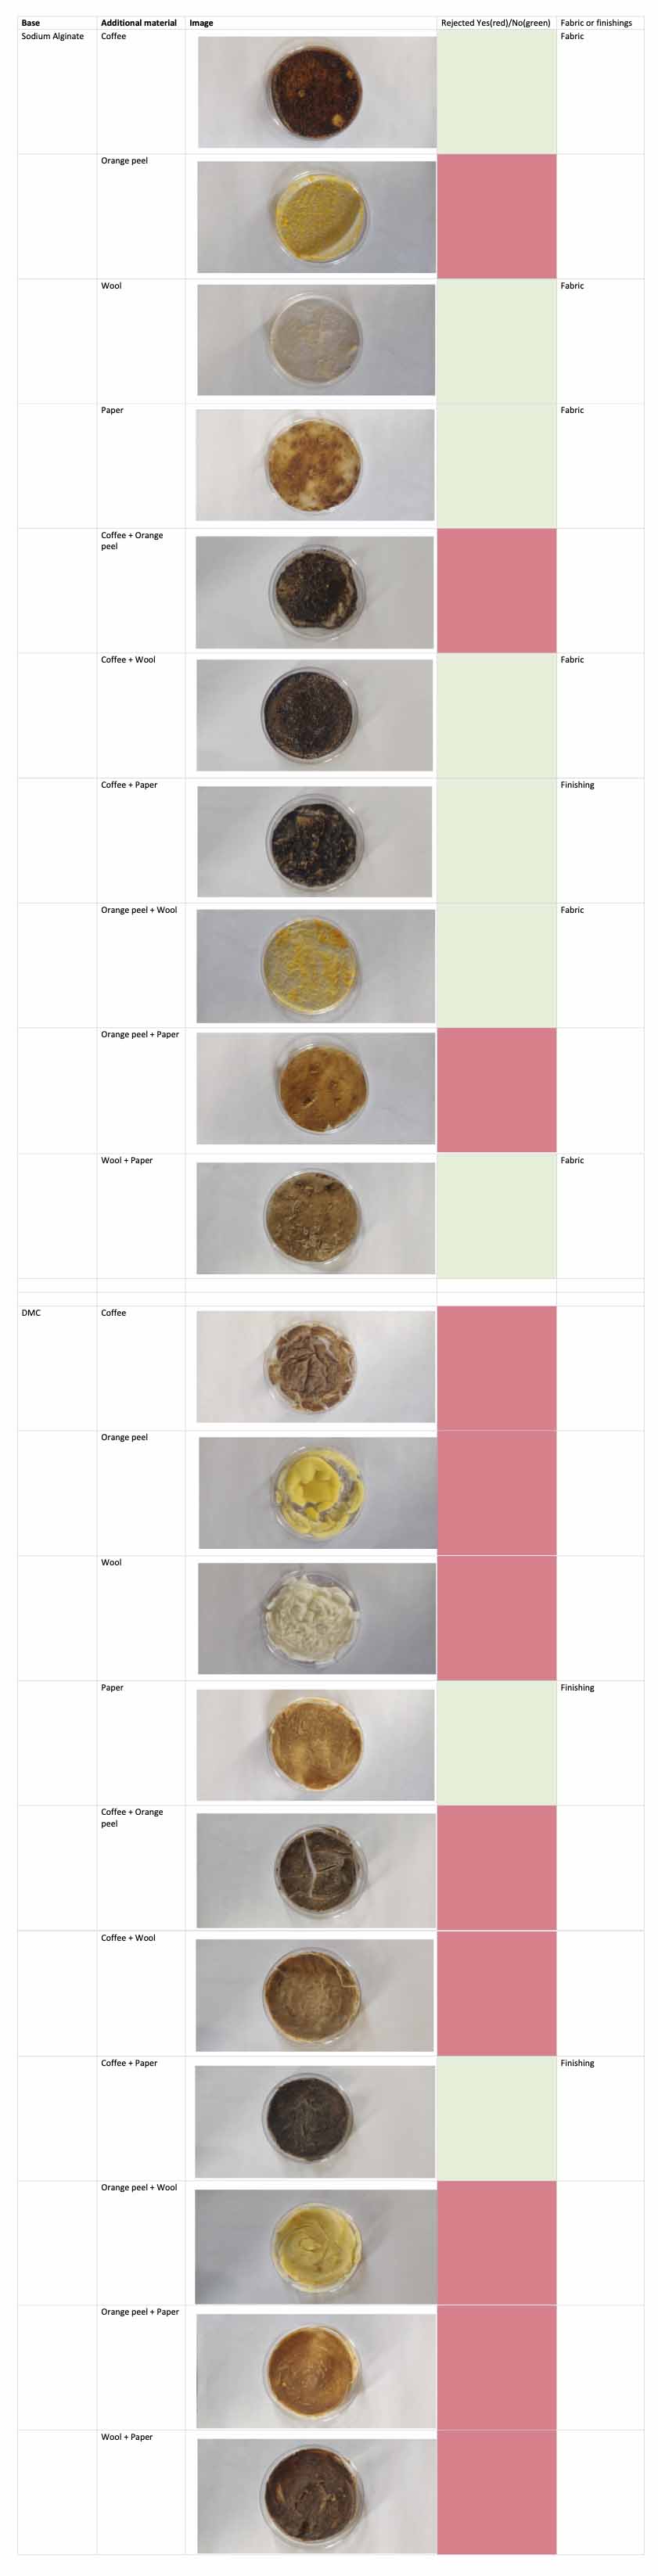 Base Additional material Image Rejected Yes(red)/No(green) Fabric or finishings
Sodium Alginate Coffee Fabric
Orange peel
Wool Fabric
Paper Fabric
Coffee + Orange
peel
Coffee + Wool Fabric
Coffee + Paper Finishing
Orange peel + Wool Fabric
Orange peel + Paper
Wool + Paper Fabric
DMC Coffee
Orange peel
Wool
Paper Finishing
Coffee + Orange
peel
Coffee + Wool
Coffee + Paper Finishing
Orange peel + Wool
Orange peel + Paper
Wool + Paper